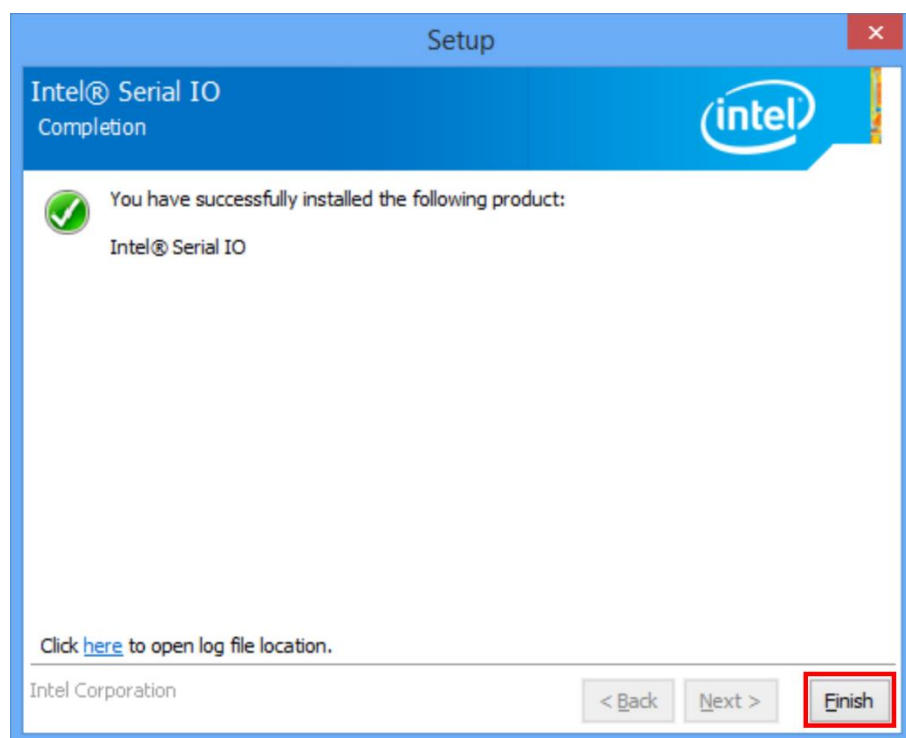 Setup
Intel® Serial IO
Completion
intel
You have successfully installed the following product:
Intel® Serial IO
Click here to open log file location.
Intel Corporation
< Back Next > Finish